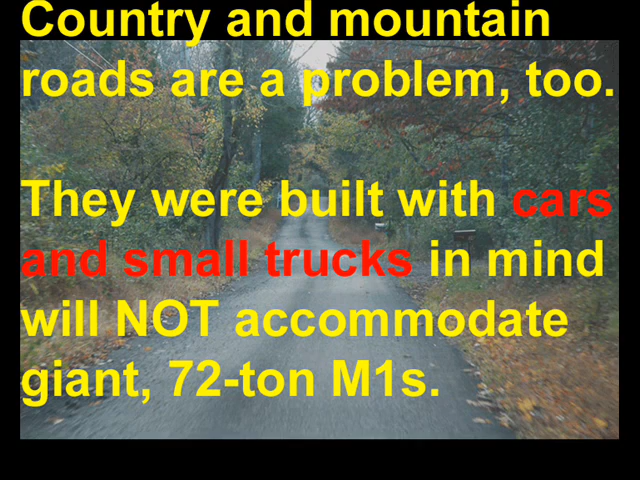 Country and mountain
roads are a problem, too.
They were built with cars
and small trucks in mind
will NOT accommodate
giant, 72-ton M1s.